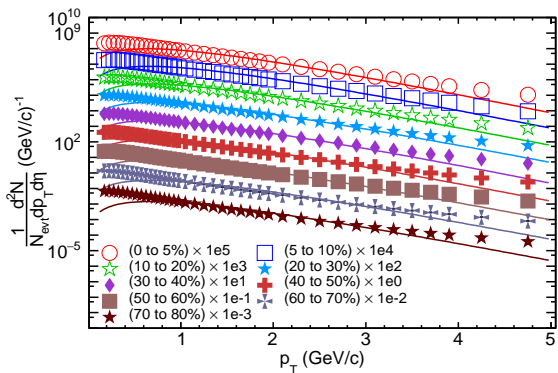 10^10
10^9
10^2
10^-5
1/N_evt d^2N/dp_T dη (GeV/c)^-1
(0 to 5%) × 1e5
(5 to 10%) × 1e4
(10 to 20%) × 1e3
(20 to 30%) × 1e2
(30 to 40%) × 1e1
(40 to 50%) × 1e0
(50 to 60%) × 1e-1
(60 to 70%) × 1e-2
(70 to 80%) × 1e-3
1 2 3 4 5
p_T (GeV/c)